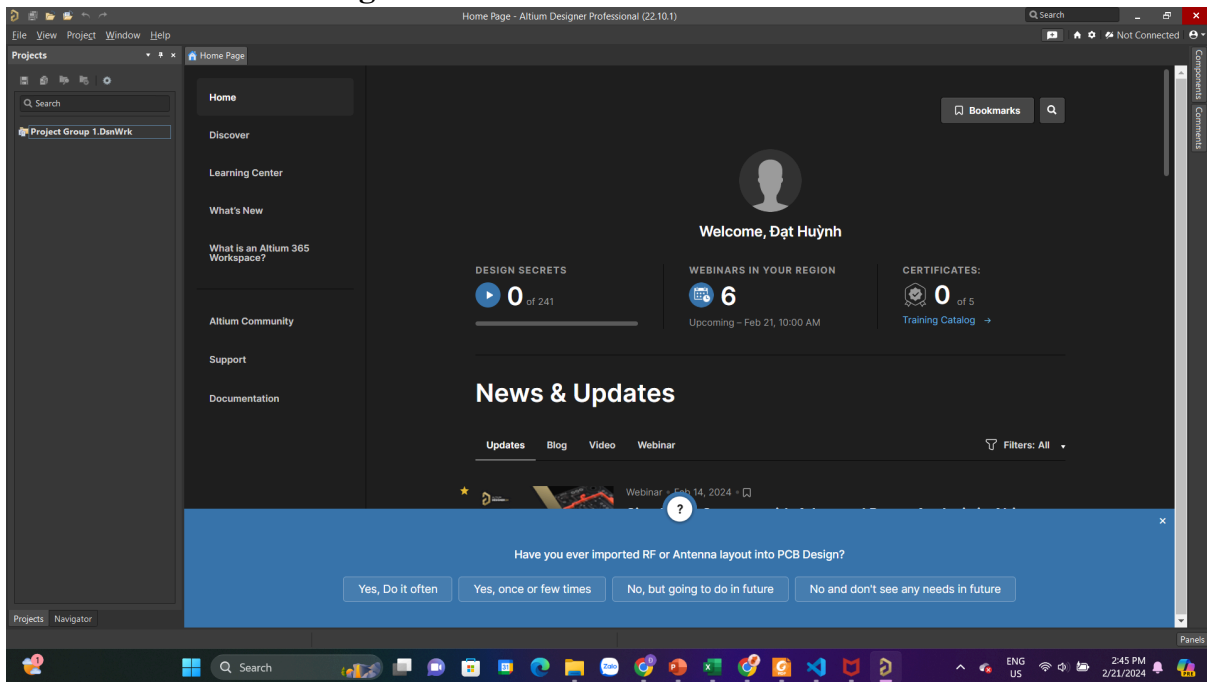 Home Page - Altium Designer Professional (22.10.1)
Search
File View Project Window Help
Not Connected
Projects
Home Page
Components
Comments
Search
Project Group 1.DsnWrk
Home
Discover
Learning Center
What's New
What is an Altium 365
Workspace?
Altium Community
Support
Documentation
Bookmarks
Welcome, Đạt Huỳnh
DESIGN SECRETS
0 of 241
WEBINARS IN YOUR REGION
6
Upcoming – Feb 21, 10:00 AM
CERTIFICATES:
0 of 5
Training Catalog →
News & Updates
Updates Blog Video Webinar
Filters: All
Webinar • Feb 14, 2024 •
?
Have you ever imported RF or Antenna layout into PCB Design?
Yes, Do it often
Yes, once or few times
No, but going to do in future
No and don't see any needs in future
Projects Navigator
Panels
Search
Zalo
ENG
US
2:45 PM
2/21/2024